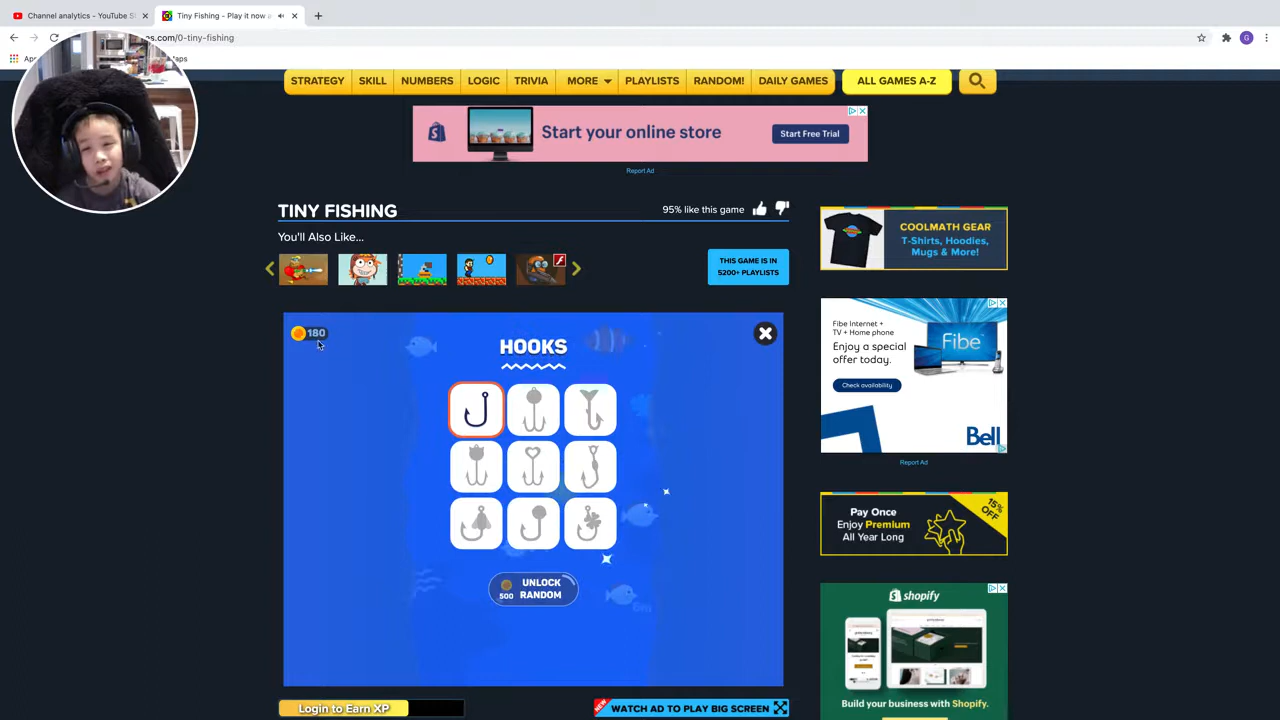 Channel analytics - YouTube S
Tiny Fishing - Play it now a
os.com/0-tiny-fishing
G
Ap
aps
STRATEGY
SKILL
NUMBERS
LOGIC
TRIVIA
MORE
PLAYLISTS
RANDOM!
DAILY GAMES
ALL GAMES A-Z
Start your online store
Start Free Trial
Report Ad
TINY FISHING
95% like this game
You'll Also Like...
THIS GAME IS IN
5200+ PLAYLISTS
COOLMATH GEAR
T-Shirts, Hoodies,
Mugs & More!
180
HOOKS
500
UNLOCK
RANDOM
Fibe Internet +
TV + Home phone
Enjoy a special
offer today.
Check availability
Fibe
Bell
Report Ad
Pay Once
Enjoy Premium
All Year Long
15%
OFF
shopify
Build your business with Shopify.
Login to Earn XP
NEW
WATCH AD TO PLAY BIG SCREEN